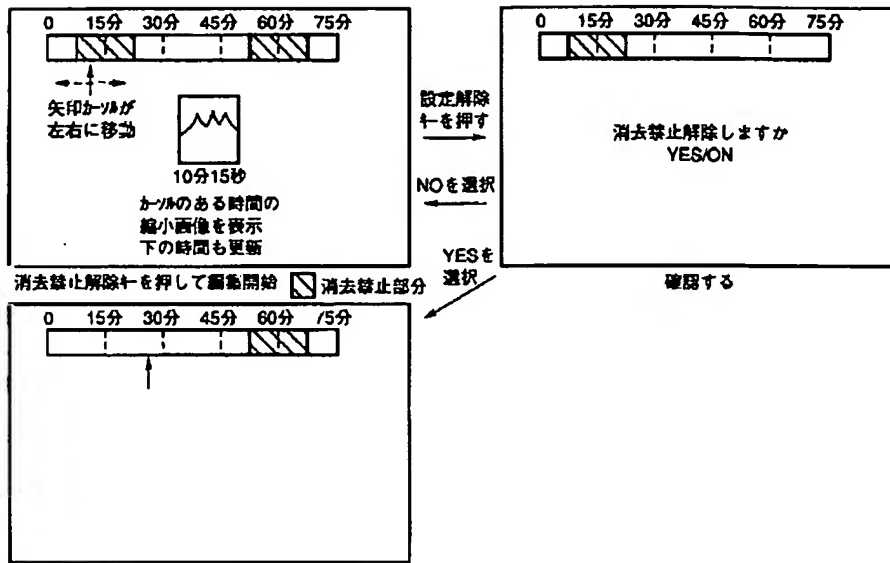 0 15分 30分 45分 60分 75分
矢印カーソルが
左右に移動
10分15秒
カーソルのある時間の
縮小画像を表示
下の時間も更新
消去禁止解除キーを押して編集開始
消去禁止部分
設定解除
キーを押す
NOを選択
YESを
選択
0 15分 30分 45分 60分 75分
消去禁止解除しますか
YES/ON
確認する
0 15分 30分 45分 60分 75分